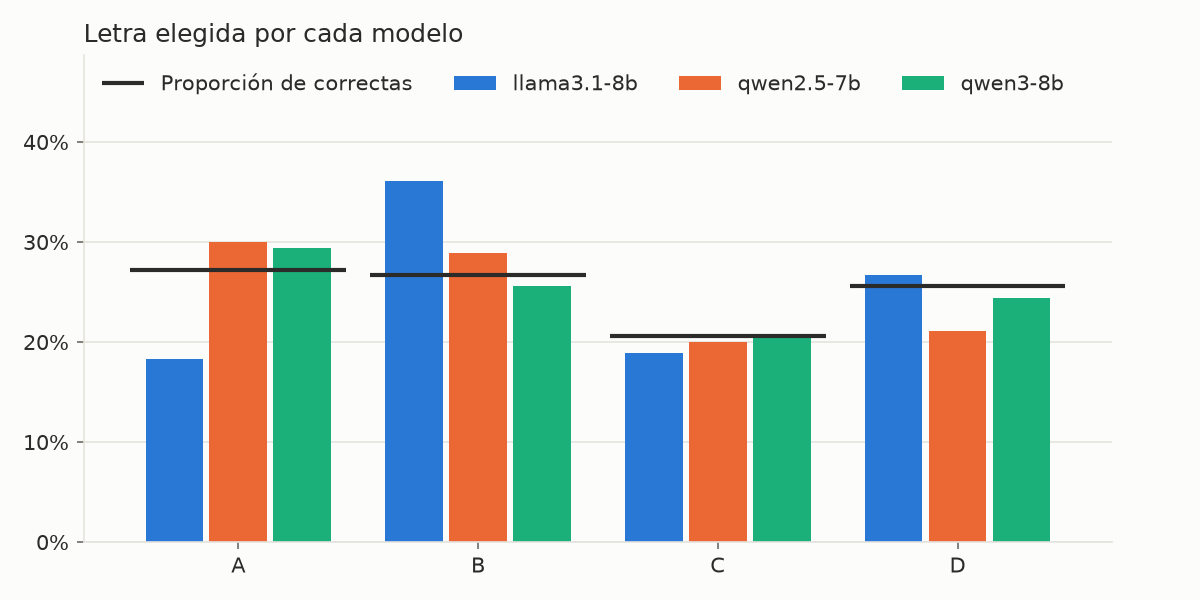 Letra elegida por cada modelo
Proporción de correctas llama3.1-8b qwen2.5-7b qwen3-8b
40%
30%
20%
10%
0%
A B C D